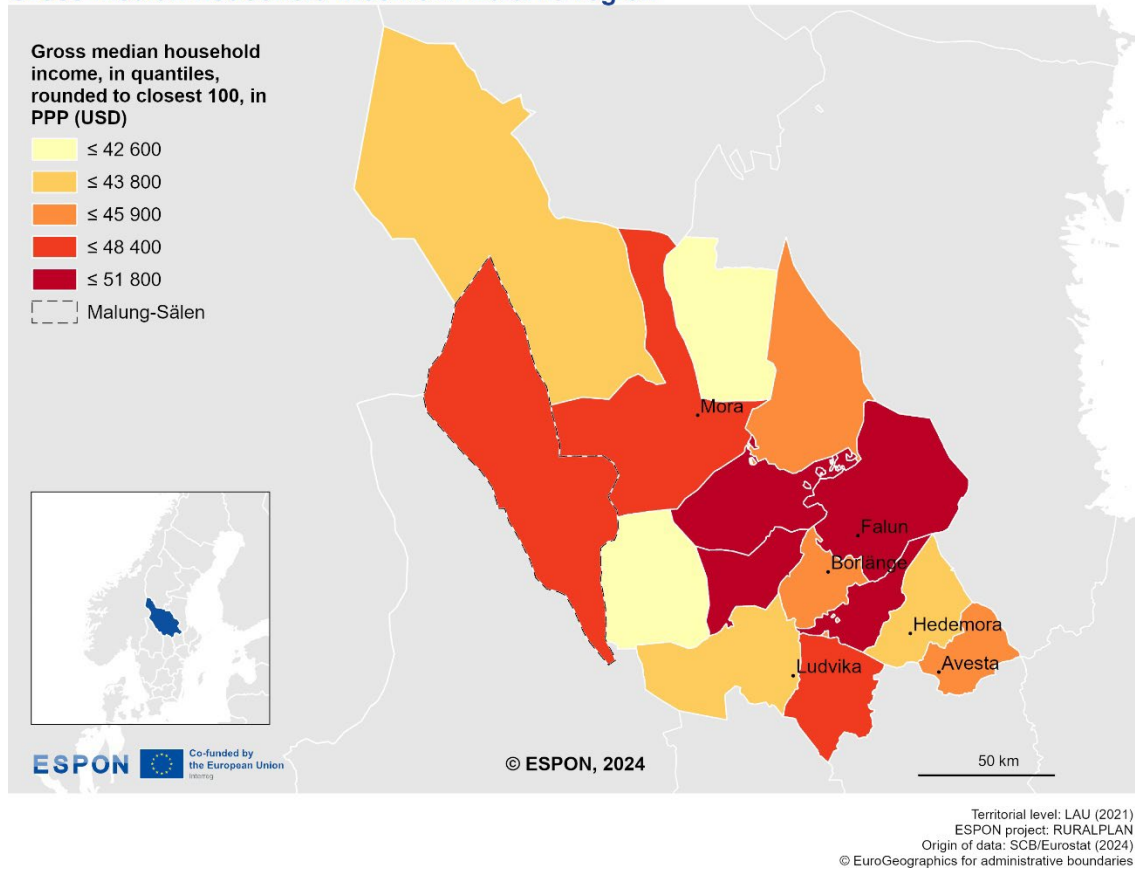 Gross median household
income, in quantiles,
rounded to closest 100, in
PPP (USD)
≤ 42 600
≤ 43 800
≤ 45 900
≤ 48 400
≤ 51 800
Malung-Sälen
Mora
Falun
Borlänge
Hedemora
Ludvika
Avesta
ESPON
Co-funded by
the European Union
Interreg
© ESPON, 2024
50 km
Territorial level: LAU (2021)
ESPON project: RURALPLAN
Origin of data: SCB/Eurostat (2024)
© EuroGeographics for administrative boundaries